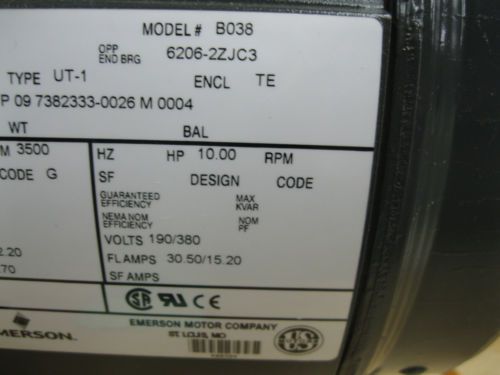 MODEL# B038
OPP END BRG 6206-2ZJC3
TYPE UT-1 ENCL TE
P 09 7382333-0026 M 0004
WT BAL
M 3500 HZ HP 10.00 RPM
CODE G SF DESIGN CODE
GUARANTEED EFFICIENCY MAX KVAR
NEMA NOM EFFICIENCY NOM PF
VOLTS 190/380
2.20 FL AMPS 30.50/15.20
70 SF AMPS
SA RU CE
EMERSON EMERSON MOTOR COMPANY
ST. LOUIS, MO
US